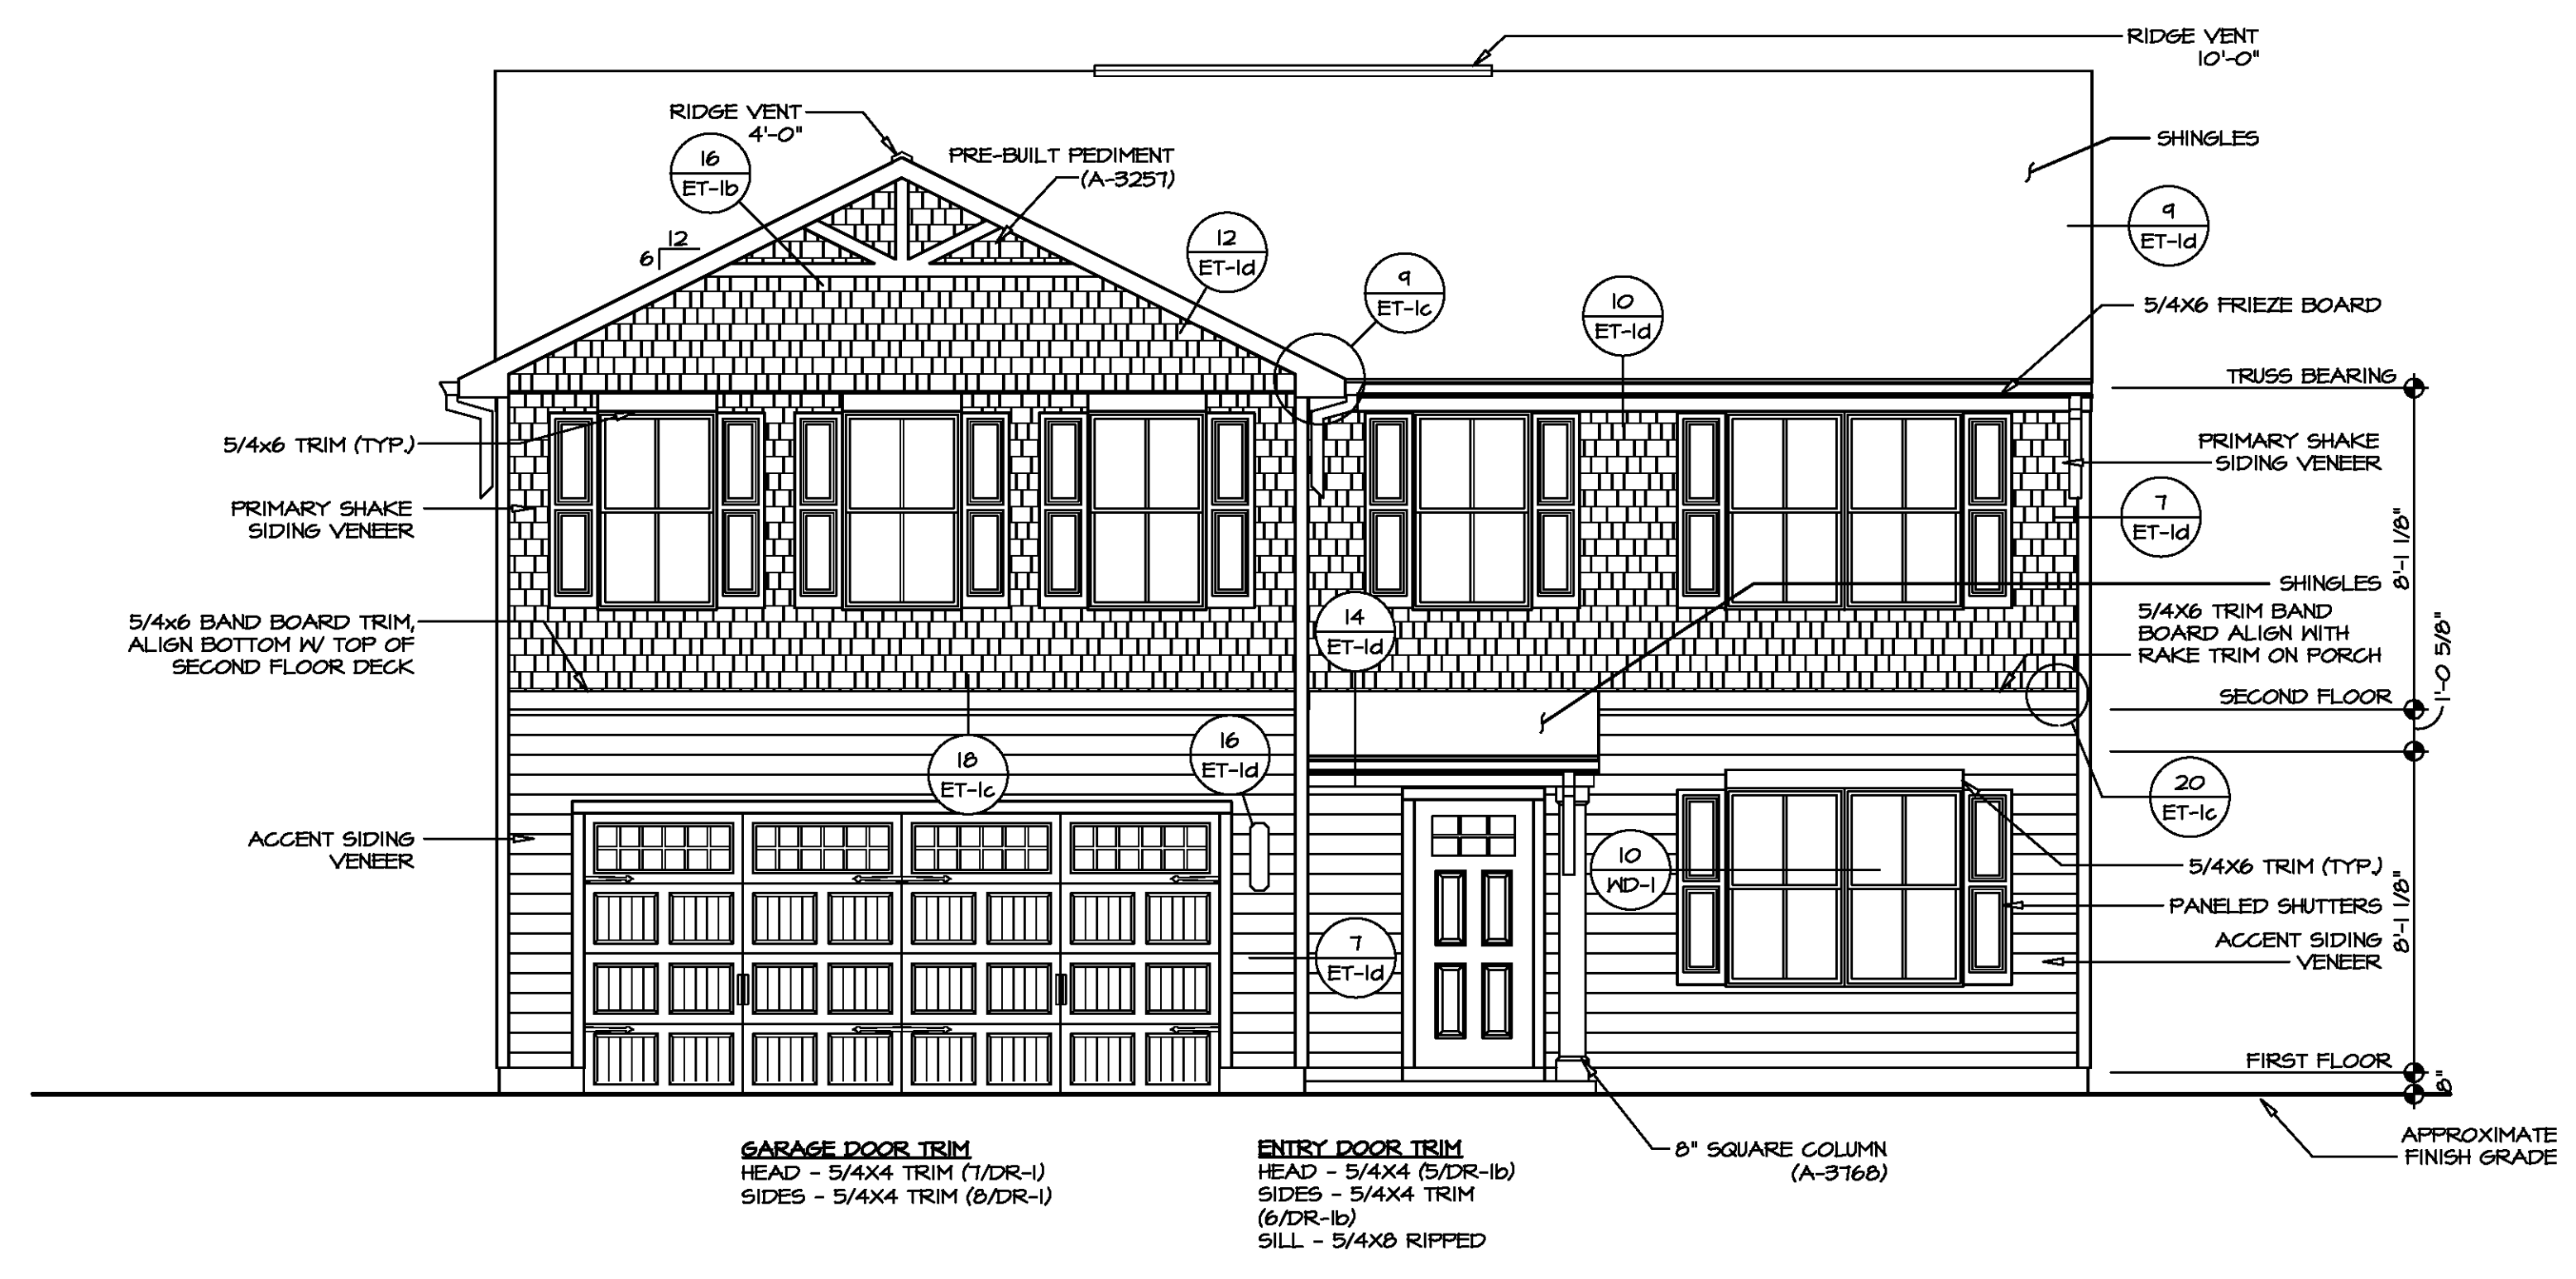 RIDGE VENT
10'-0"
RIDGE VENT
4'-0"
PRE-BUILT PEDIMENT
(A-3257)
SHINGLES
16
ET-1b
12
6
12
ET-1d
9
ET-1c
10
ET-1d
9
ET-1d
5/4X6 FRIEZE BOARD
TRUSS BEARING
5/4x6 TRIM (TYP.)
PRIMARY SHAKE
SIDING VENEER
PRIMARY SHAKE
SIDING VENEER
7
ET-1d
8'-1 1/8"
SHINGLES
5/4x6 BAND BOARD TRIM,
ALIGN BOTTOM W/ TOP OF
SECOND FLOOR DECK
14
ET-1d
5/4X6 TRIM BAND
BOARD ALIGN WITH
RAKE TRIM ON PORCH
1'-0 5/8"
SECOND FLOOR
18
ET-1c
16
ET-1d
20
ET-1c
ACCENT SIDING
VENEER
10
WD-1
5/4X6 TRIM (TYP.)
PANELED SHUTTERS
8'-1 1/8"
ACCENT SIDING
VENEER
7
ET-1d
FIRST FLOOR
8"
APPROXIMATE
FINISH GRADE
GARAGE DOOR TRIM
HEAD - 5/4X4 TRIM (7/DR-1)
SIDES - 5/4X4 TRIM (8/DR-1)
ENTRY DOOR TRIM
HEAD - 5/4X4 (5/DR-1b)
SIDES - 5/4X4 TRIM
(6/DR-1b)
SILL - 5/4X8 RIPPED
8" SQUARE COLUMN
(A-3768)